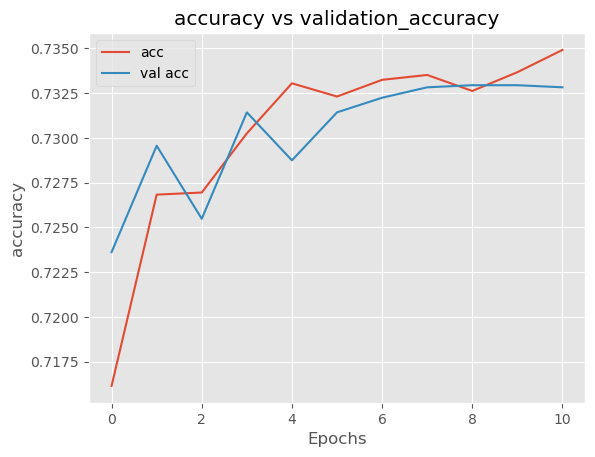 accuracy vs validation_accuracy
acc
val acc
0.7350
0.7325
0.7300
0.7275
0.7250
0.7225
0.7200
0.7175
accuracy
0 2 4 6 8 10
Epochs